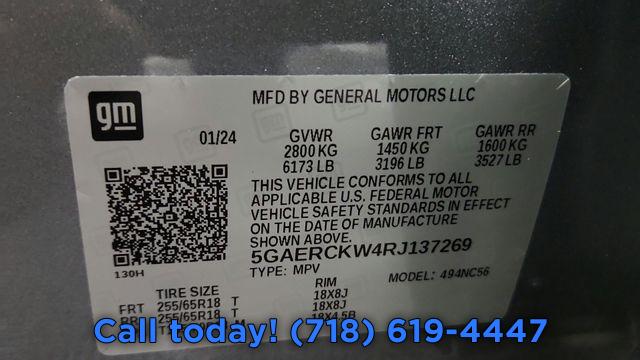 gm
MFD BY GENERAL MOTORS LLC
01/24 GVWR GAWR FRT GAWR RR
2800 KG 1450 KG 1600 KG
6173 LB 3196 LB 3527 LB
THIS VEHICLE CONFORMS TO ALL
APPLICABLE U.S. FEDERAL MOTOR
VEHICLE SAFETY STANDARDS IN EFFECT
ON THE DATE OF MANUFACTURE
SHOWN ABOVE.
5GAERCKW4RJ137269
130H TYPE: MPV MODEL: 494NC56
TIRE SIZE RIM
FRT 255/65R18 T 18X8J
255/65R18 T 18X8J
18X4.5B
Call today! (718) 619-4447